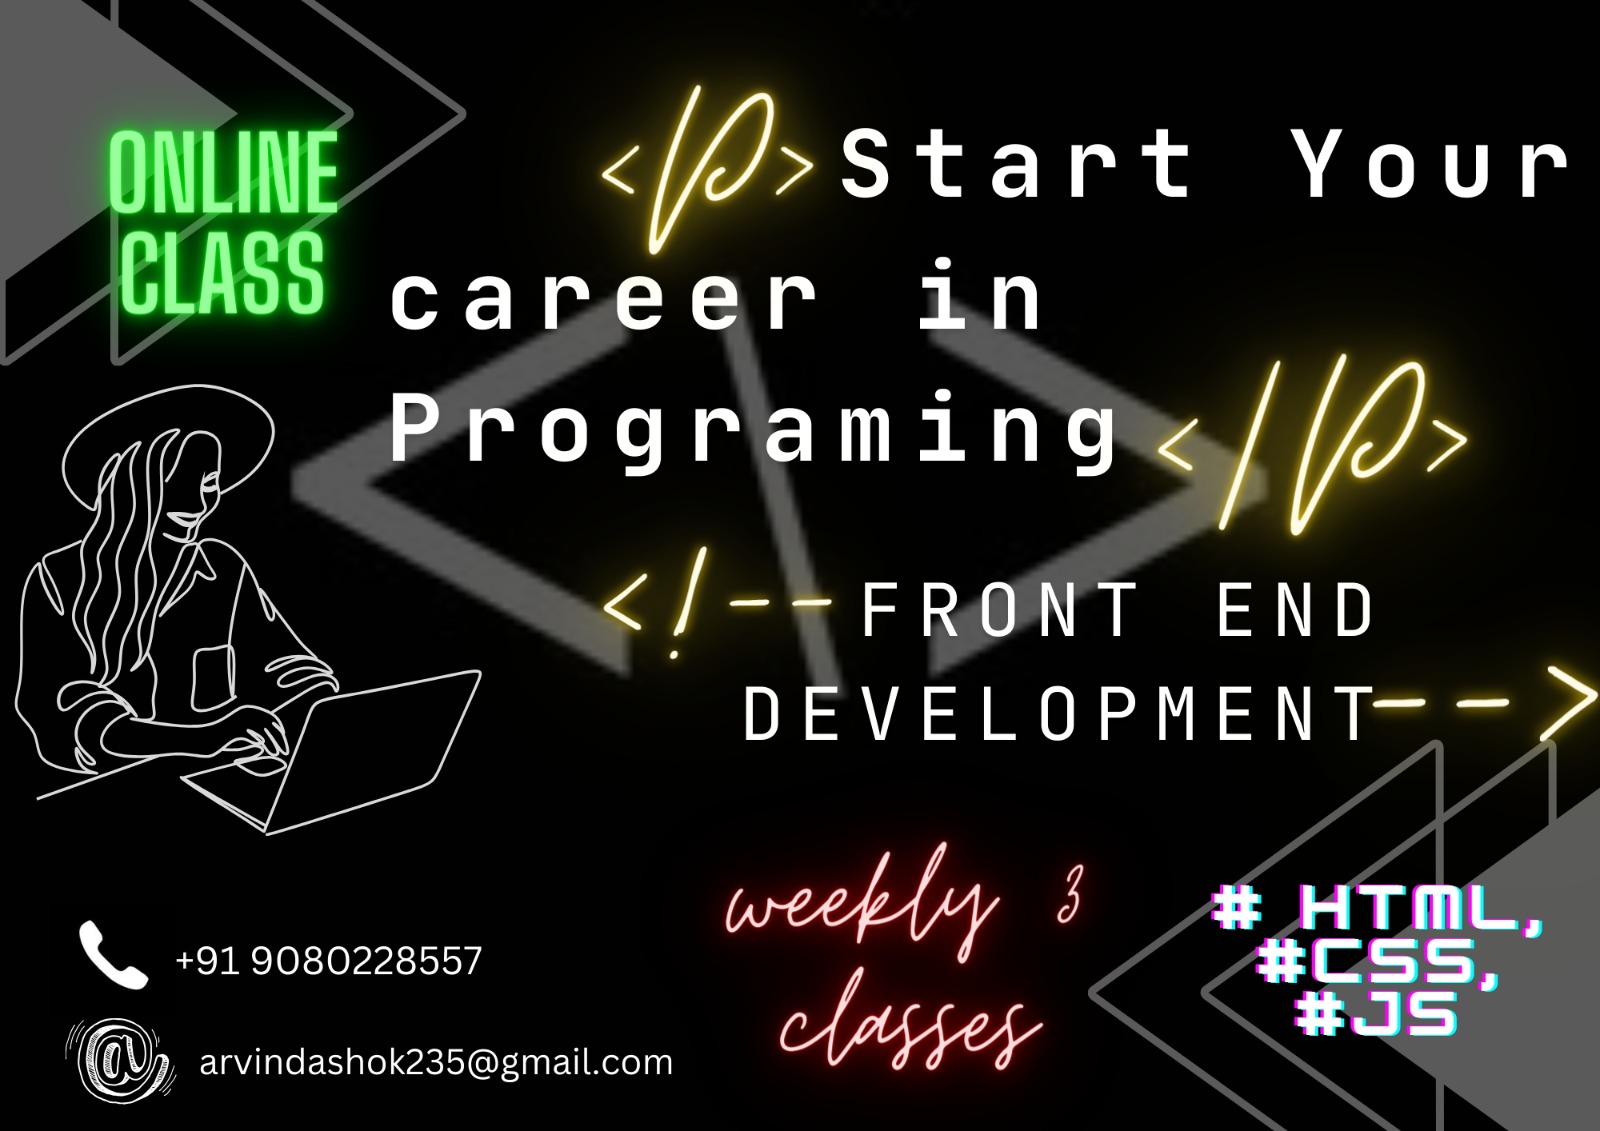 ONLINE
CLASS
<p>Start Your
career in
Programing</p>
<!--FRONT END
DEVELOPMENT-->
weekly 3
classes
# HTML,
#CSS,
#JS
+91 9080228557
@ arvindashok235@gmail.com